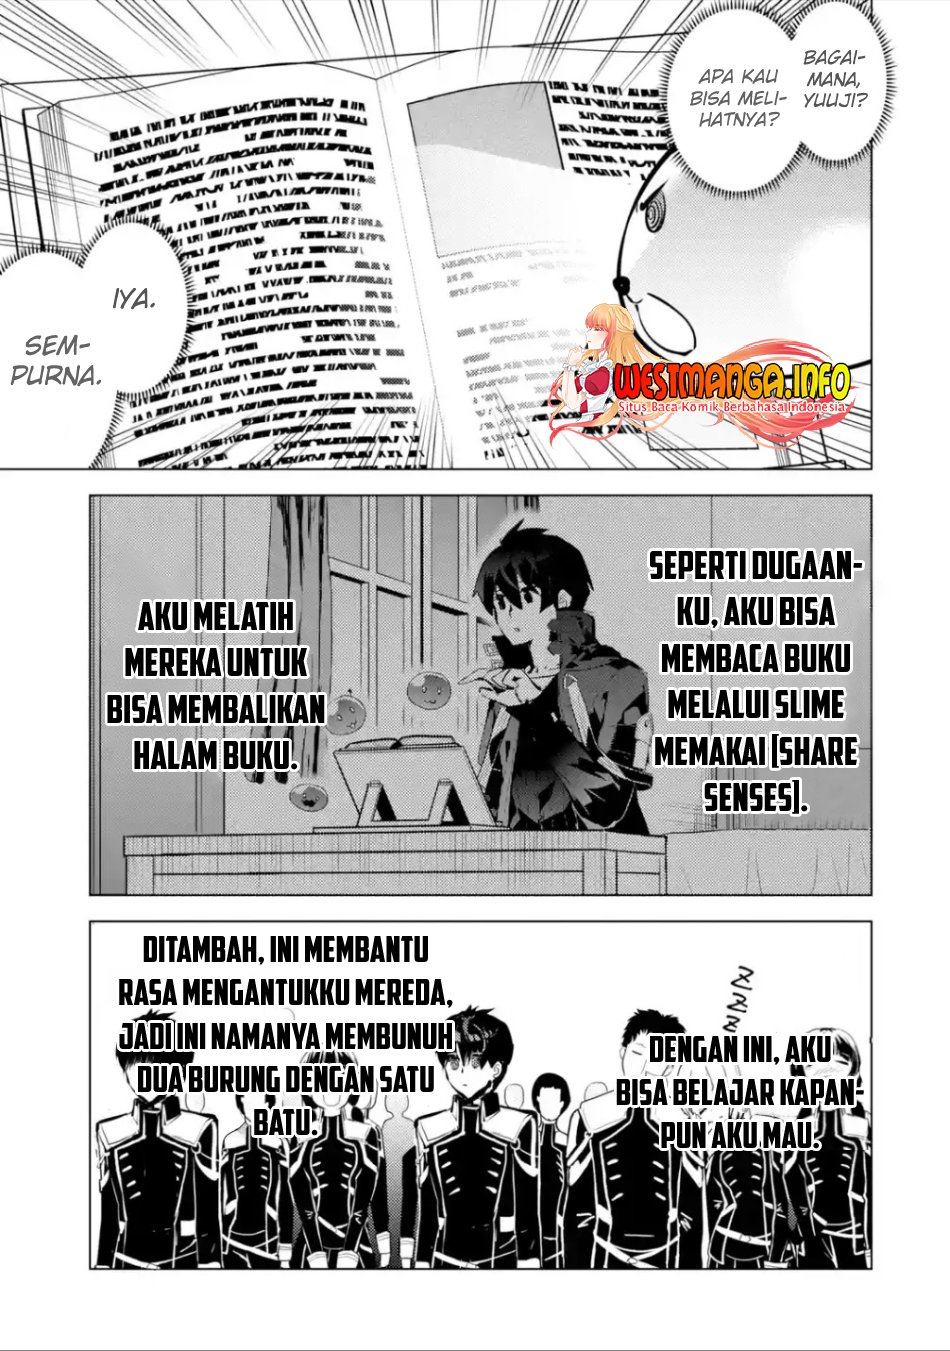 BAGAI-
MANA,
YUUJI?
APA KAU
BISA MELI-
HATNYA?
IYA.
SEM-
PURNA.
WESTMANGA.INFO
Situs Baca Komik Berbahasa Indonesia
SEPERTI DUGAAN-
KU, AKU BISA
MEMBACA BUKU
MELALUI SLIME
MEMAKAI [SHARE
SENSES].
AKU MELATIH
MEREKA UNTUK
BISA MEMBALIKAN
HALAM BUKU.
ZZZZ
DENGAN INI, AKU
BISA BELAJAR KAPAN-
PUN AKU MAU.
DITAMBAH, INI MEMBANTU
RASA MENGANTUKKU MEREDA,
JADI INI NAMANYA MEMBUNUH
DUA BURUNG DENGAN SATU
BATU.